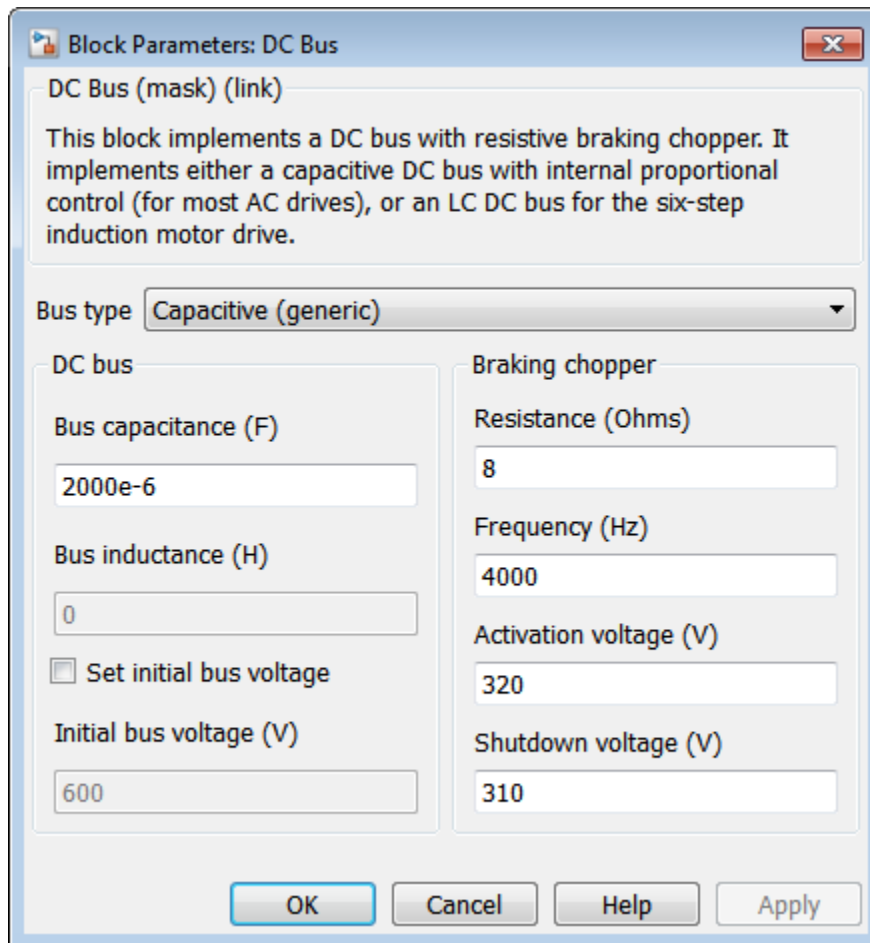 Block Parameters: DC Bus
DC Bus (mask) (link)
This block implements a DC bus with resistive braking chopper. It
implements either a capacitive DC bus with internal proportional
control (for most AC drives), or an LC DC bus for the six-step
induction motor drive.
Bus type Capacitive (generic)
DC bus
Bus capacitance (F)
2000e-6
Bus inductance (H)
0
Set initial bus voltage
Initial bus voltage (V)
600
Braking chopper
Resistance (Ohms)
8
Frequency (Hz)
4000
Activation voltage (V)
320
Shutdown voltage (V)
310
OK Cancel Help Apply